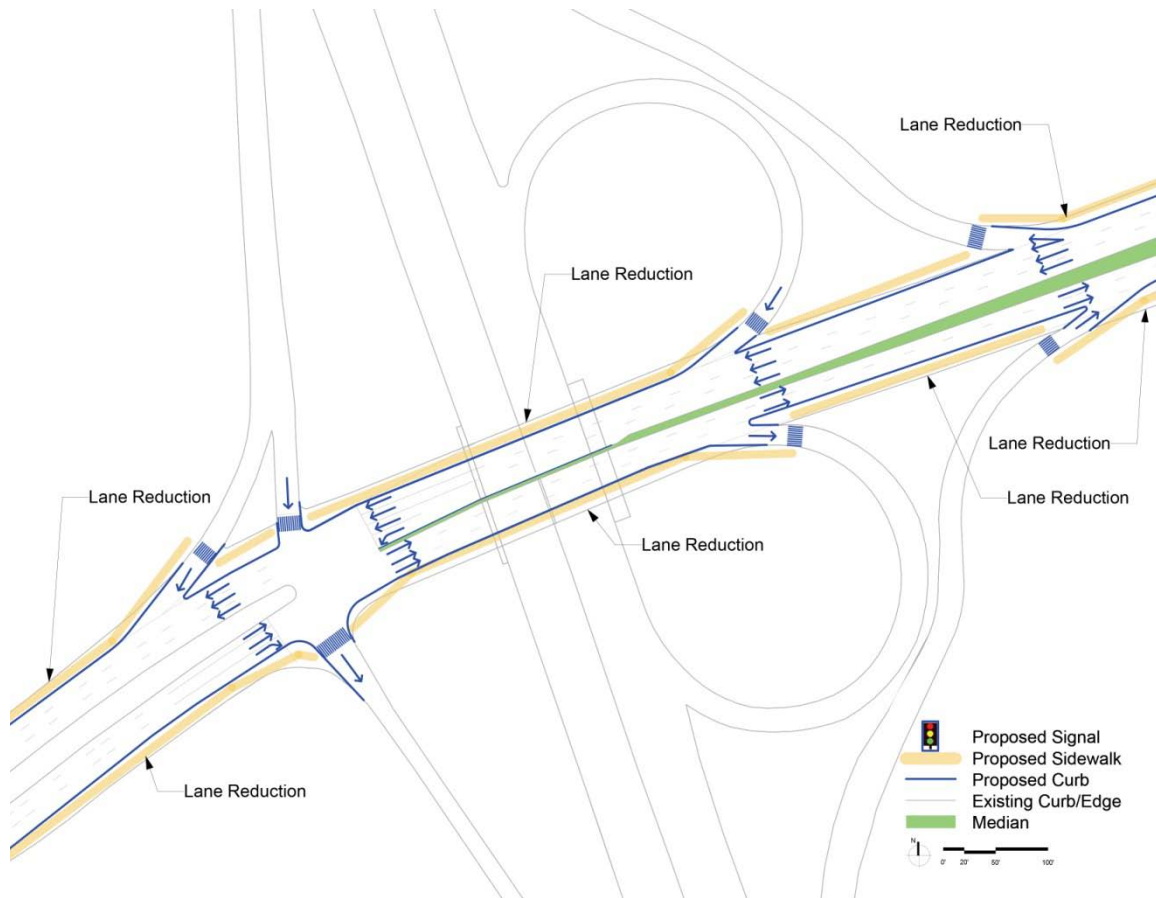 Lane Reduction
Lane Reduction
Lane Reduction
Lane Reduction
Lane Reduction
Lane Reduction
Lane Reduction
Proposed Signal
Proposed Sidewalk
Proposed Curb
Existing Curb/Edge
Median
N
0' 20' 50' 100'